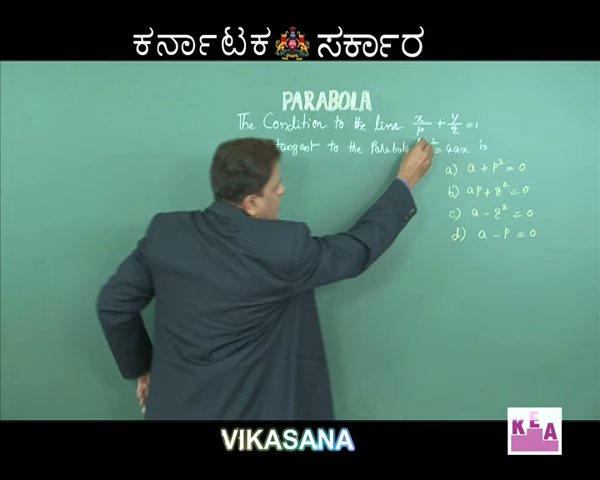 ಕರ್ನಾಟಕ ಸರ್ಕಾರ
PARABOLA
The Condition to the line x/p + y/q = 1
tangent to the Parabola y² = 4ax is
a) a + p² = 0
b) ap + q² = 0
c) a - q² = 0
d) a - p = 0
VIKASANA
KEA